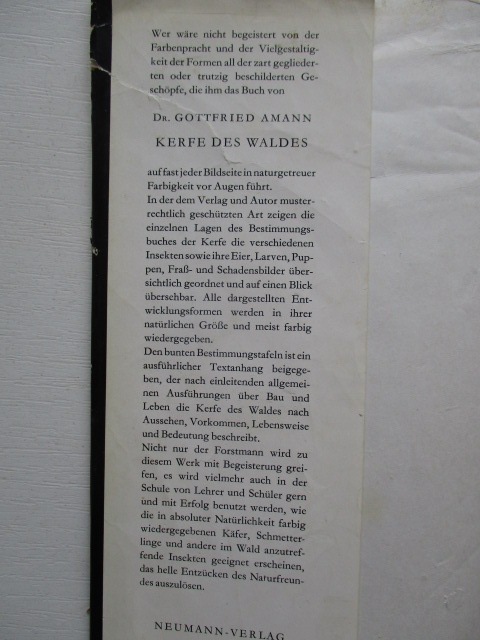 Wer wäre nicht begeistert von der
Farbenpracht und der Vielgestaltig-
keit der Formen all der zart geglieder-
ten oder trutzig beschilderten Ge-
schöpfe, die ihm das Buch von
DR. GOTTFRIED AMANN
KERFE DES WALDES
auf fast jeder Bildseite in naturgetreuer
Farbigkeit vor Augen führt.
In der dem Verlag und Autor muster-
rechtlich geschützten Art zeigen die
einzelnen Lagen des Bestimmungs-
buches der Kerfe die verschiedenen
Insekten sowie ihre Eier, Larven, Pup-
pen, Fraß- und Schadensbilder über-
sichtlich geordnet und auf einen Blick
übersehbar. Alle dargestellten Ent-
wicklungsformen werden in ihrer
natürlichen Größe und meist farbig
wiedergegeben.
Den bunten Bestimmungstafeln ist ein
ausführlicher Textanhang beigege-
ben, der nach einleitenden allgemei-
nen Ausführungen über Bau und
Leben die Kerfe des Waldes nach
Aussehen, Vorkommen, Lebensweise
und Bedeutung beschreibt.
Nicht nur der Forstmann wird zu
diesem Werk mit Begeisterung grei-
fen, es wird vielmehr auch in der
Schule von Lehrer und Schüler gern
und mit Erfolg benutzt werden, wie
die in absoluter Natürlichkeit farbig
wiedergegebenen Käfer, Schmetter-
linge und andere im Wald anzutref-
fende Insekten geeignet erscheinen,
das helle Entzücken des Naturfreun-
des auszulösen.
NEUMANN-VERLAG